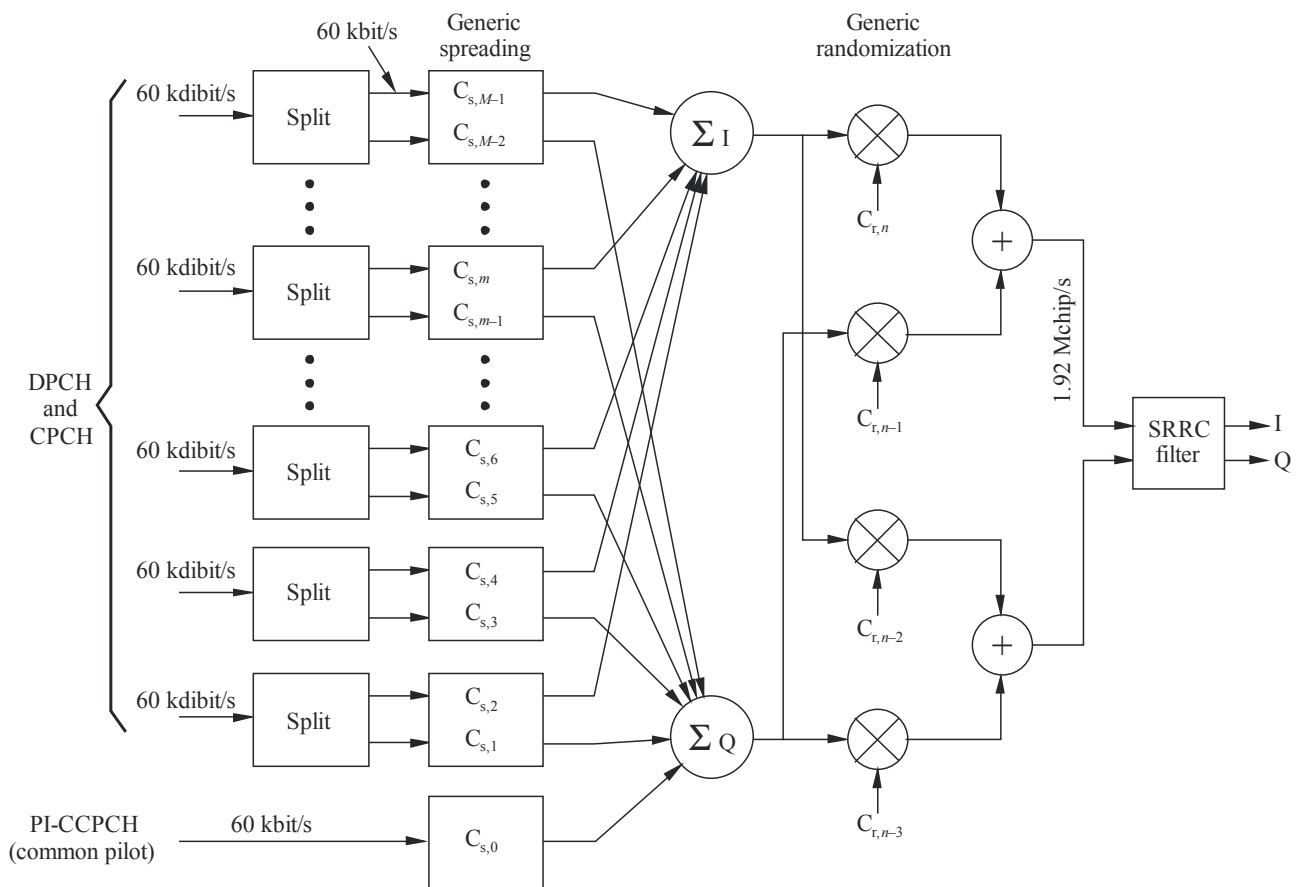 60 kbit/s
Generic
spreading
Generic
randomization
60 kdibit/s
Split
C_{s,M–1}
C_{s,M–2}
Σ I
C_{r,n}
+
60 kdibit/s
Split
C_{s,m}
C_{s,m–1}
C_{r,n–1}
1.92 Mchip/s
DPCH
and
CPCH
60 kdibit/s
Split
C_{s,6}
C_{s,5}
SRRC
filter
I
Q
60 kdibit/s
Split
C_{s,4}
C_{s,3}
C_{r,n–2}
+
60 kdibit/s
Split
C_{s,2}
C_{s,1}
Σ Q
C_{r,n–3}
PI-CCPCH
(common pilot)
60 kbit/s
C_{s,0}